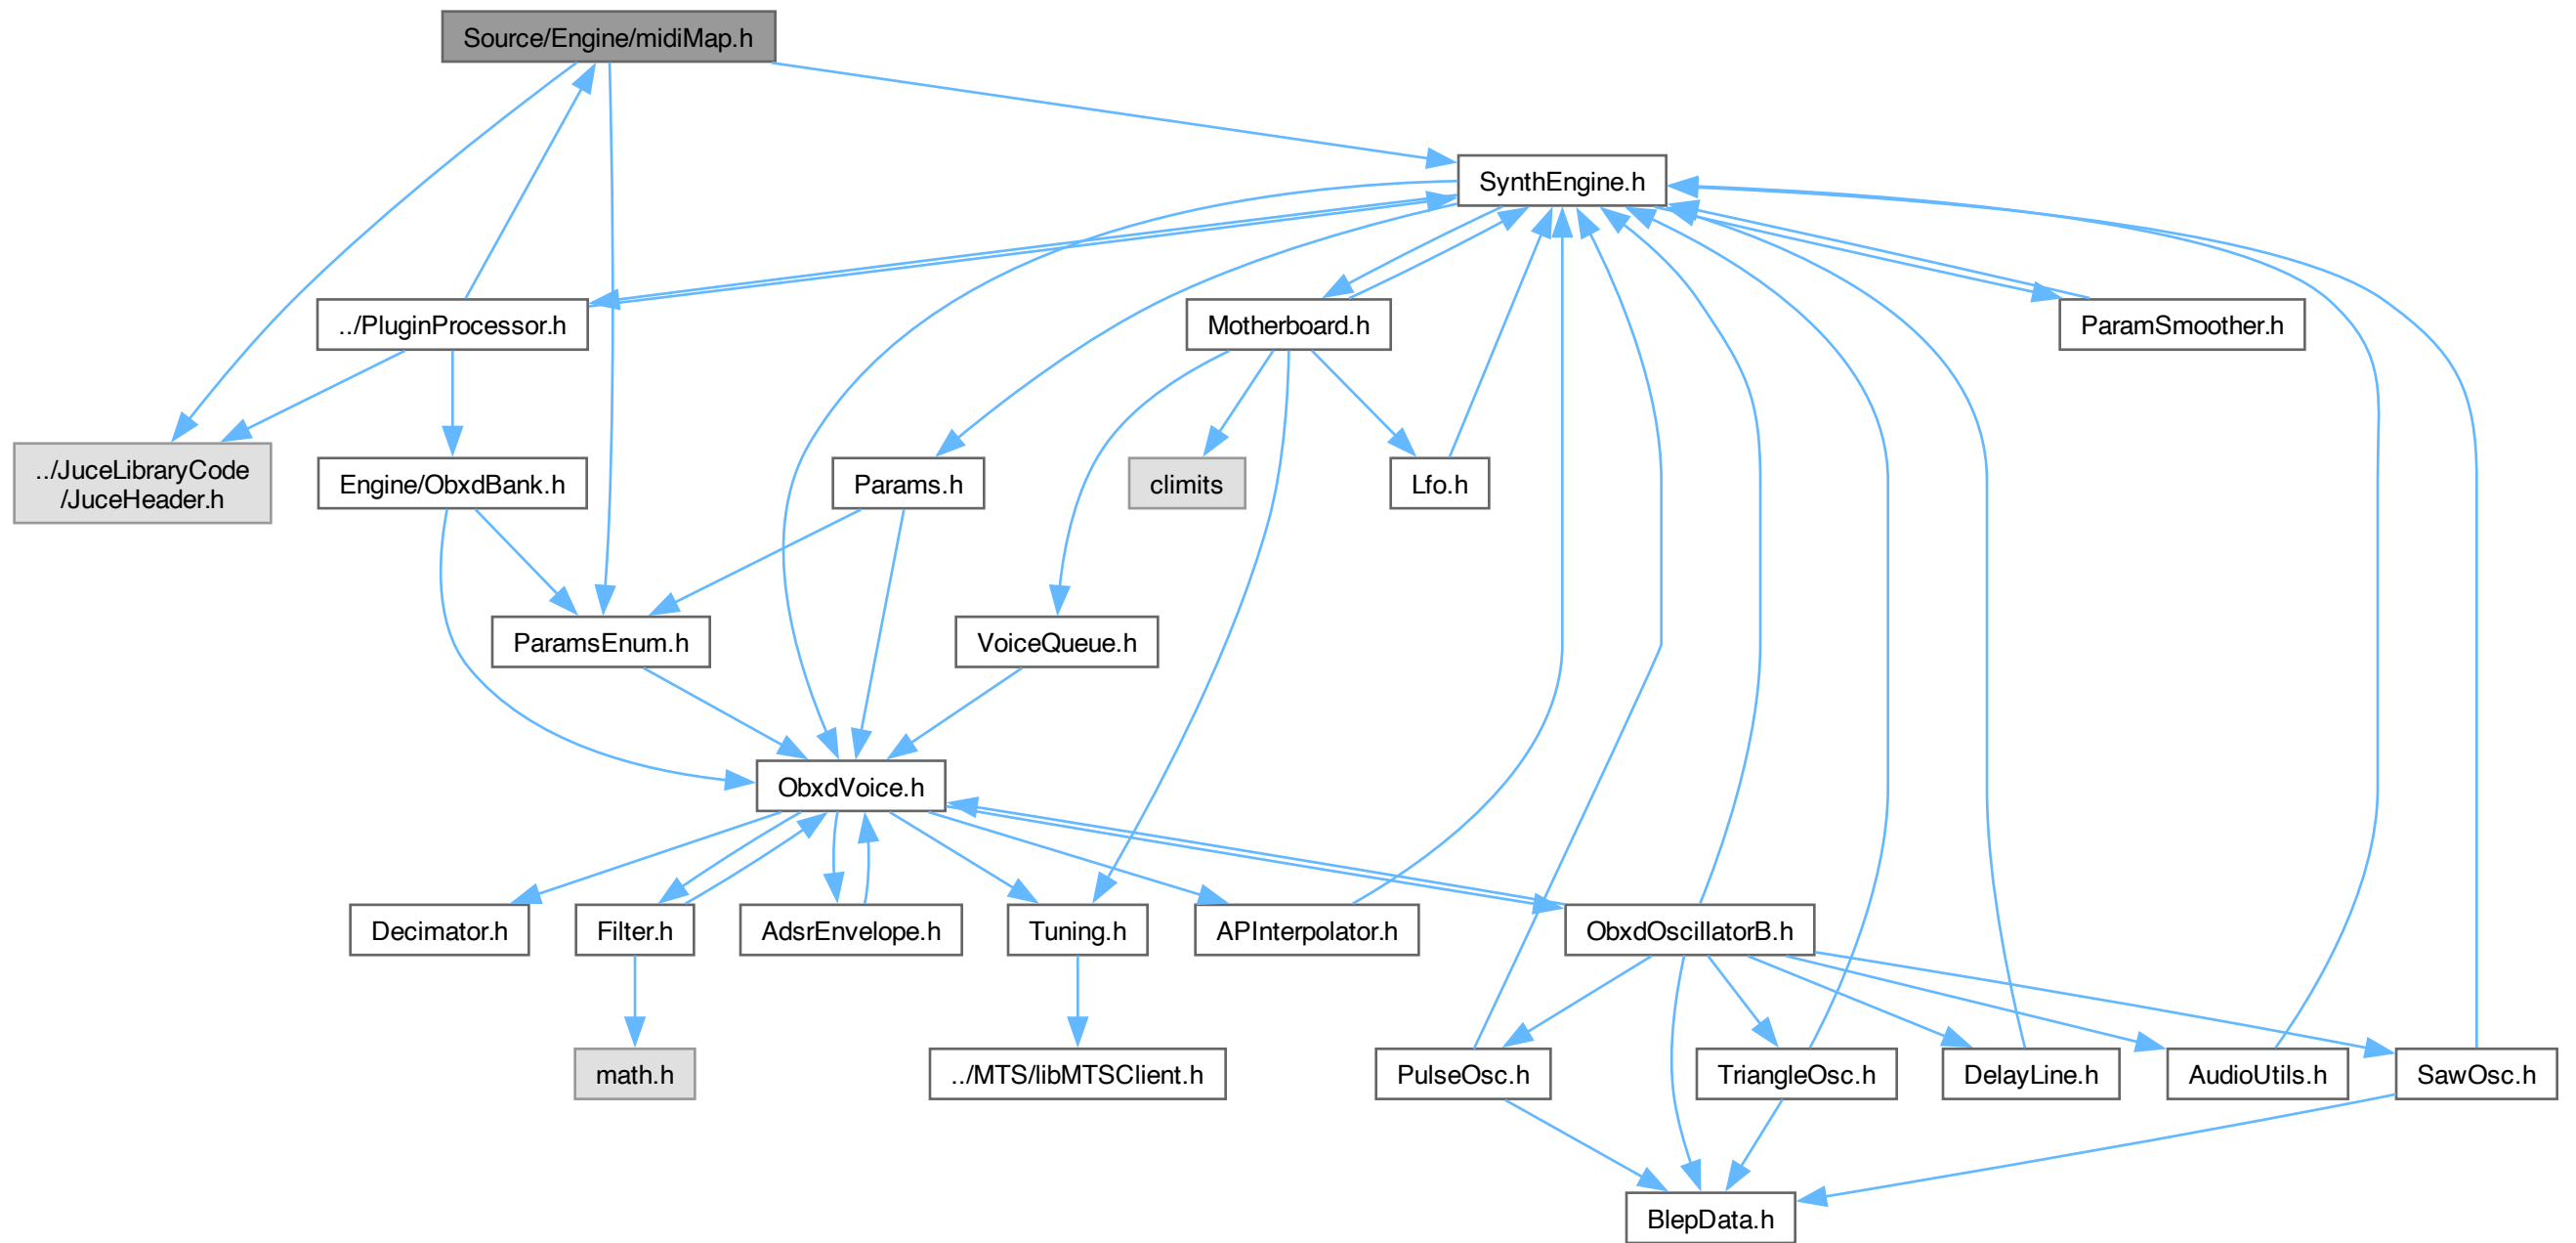 Source/Engine/midiMap.h
SynthEngine.h
../PluginProcessor.h
Motherboard.h
ParamSmoother.h
../JuceLibraryCode
/JuceHeader.h
Engine/ObxdBank.h
Params.h
climits
Lfo.h
ParamsEnum.h
VoiceQueue.h
ObxdVoice.h
Decimator.h
Filter.h
AdsrEnvelope.h
Tuning.h
APInterpolator.h
ObxdOscillatorB.h
math.h
../MTS/libMTSClient.h
PulseOsc.h
TriangleOsc.h
DelayLine.h
AudioUtils.h
SawOsc.h
BlepData.h